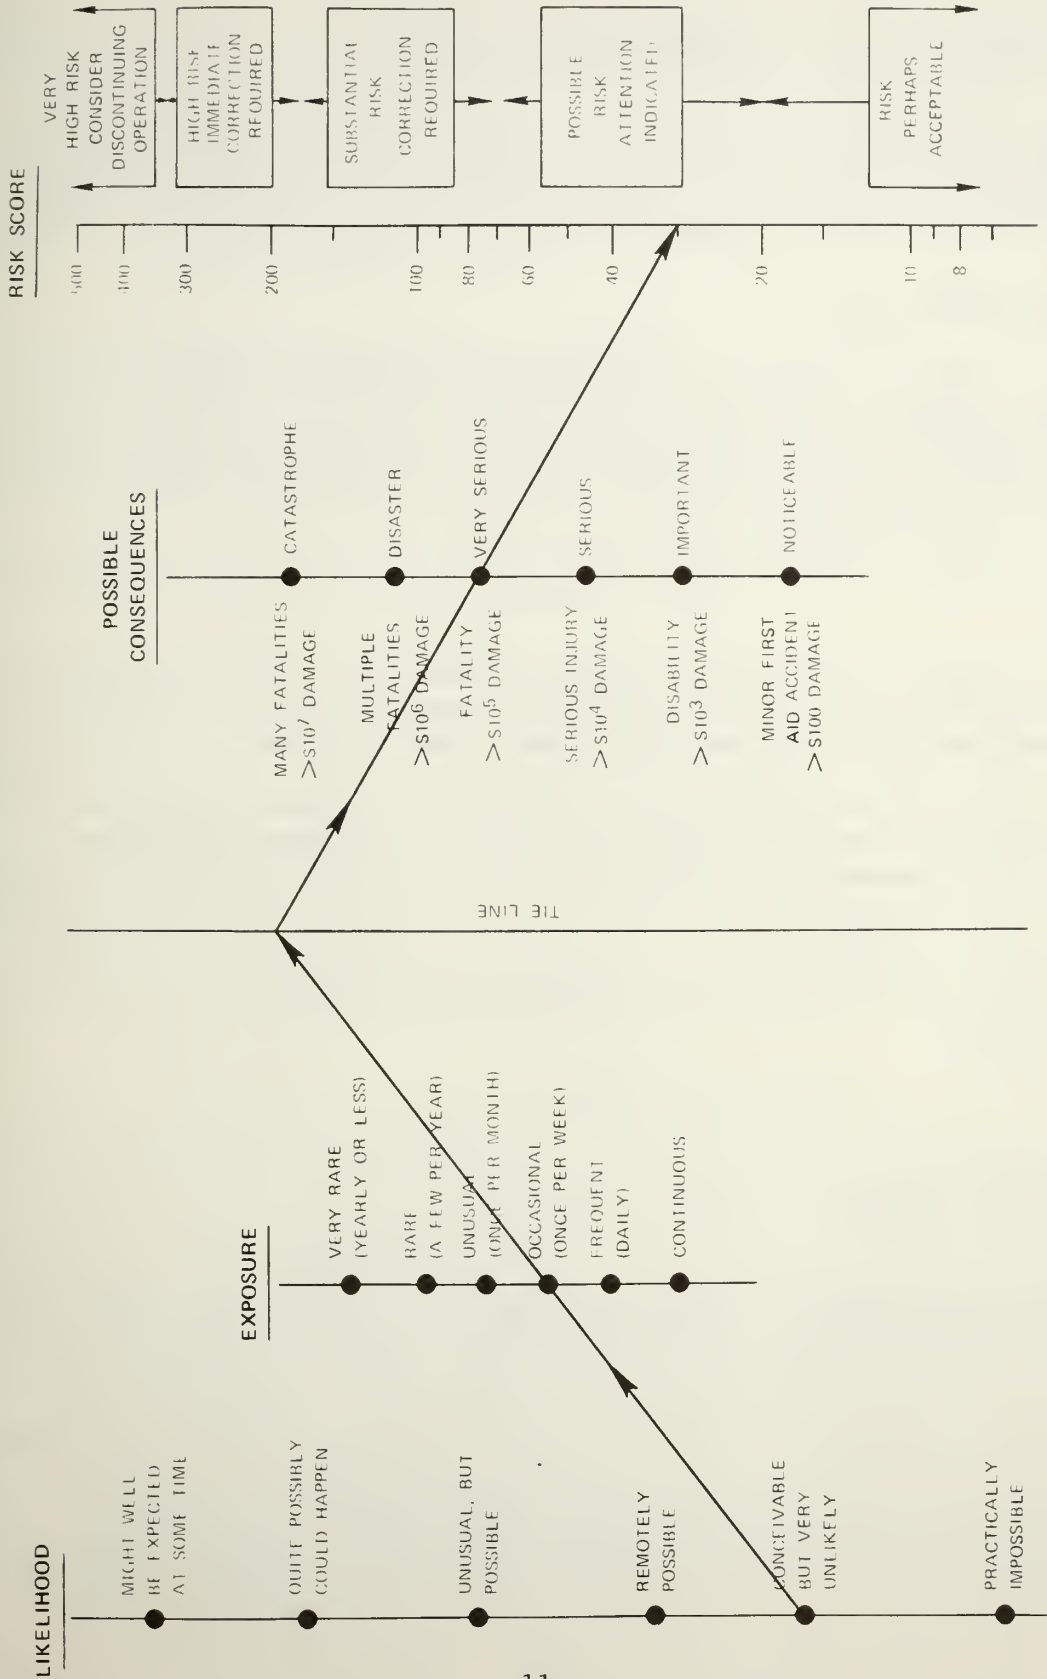 LIKELIHOOD
MIGHT WELL
BE EXPECTED
AT SOME TIME
QUITE POSSIBLY
COULD HAPPEN
UNUSUAL, BUT
POSSIBLE
REMOTELY
POSSIBLE
CONCEIVABLE
BUT VERY
UNLIKELY
PRACTICALLY
IMPOSSIBLE
EXPOSURE
VERY RARE
(YEARLY OR LESS)
RARE
(A FEW PER YEAR)
UNUSUAL
(ONCE PER MONTH)
OCCASIONAL
(ONCE PER WEEK)
FREQUENT
(DAILY)
CONTINUOUS
TIE LINE
POSSIBLE
CONSEQUENCES
MANY FATALITIES
>$10⁷ DAMAGE
CATASTROPHE
MULTIPLE
FATALITIES
>$10⁶ DAMAGE
DISASTER
FATALITY
>$10⁵ DAMAGE
VERY SERIOUS
SERIOUS INJURY
>$10⁴ DAMAGE
SERIOUS
DISABILITY
>$10³ DAMAGE
IMPORTANT
MINOR FIRST
AID ACCIDENT
>$100 DAMAGE
NOTICEABLE
RISK SCORE
500
400
300
200
100
80
60
40
20
10
8
VERY
HIGH RISK
CONSIDER
DISCONTINUING
OPERATION
HIGH RISK
IMMEDIATE
CORRECTION
REQUIRED
SUBSTANTIAL
RISK
CORRECTION
REQUIRED
POSSIBLE
RISK
ATTENTION
INDICATED
RISK
PERHAPS
ACCEPTABLE
11